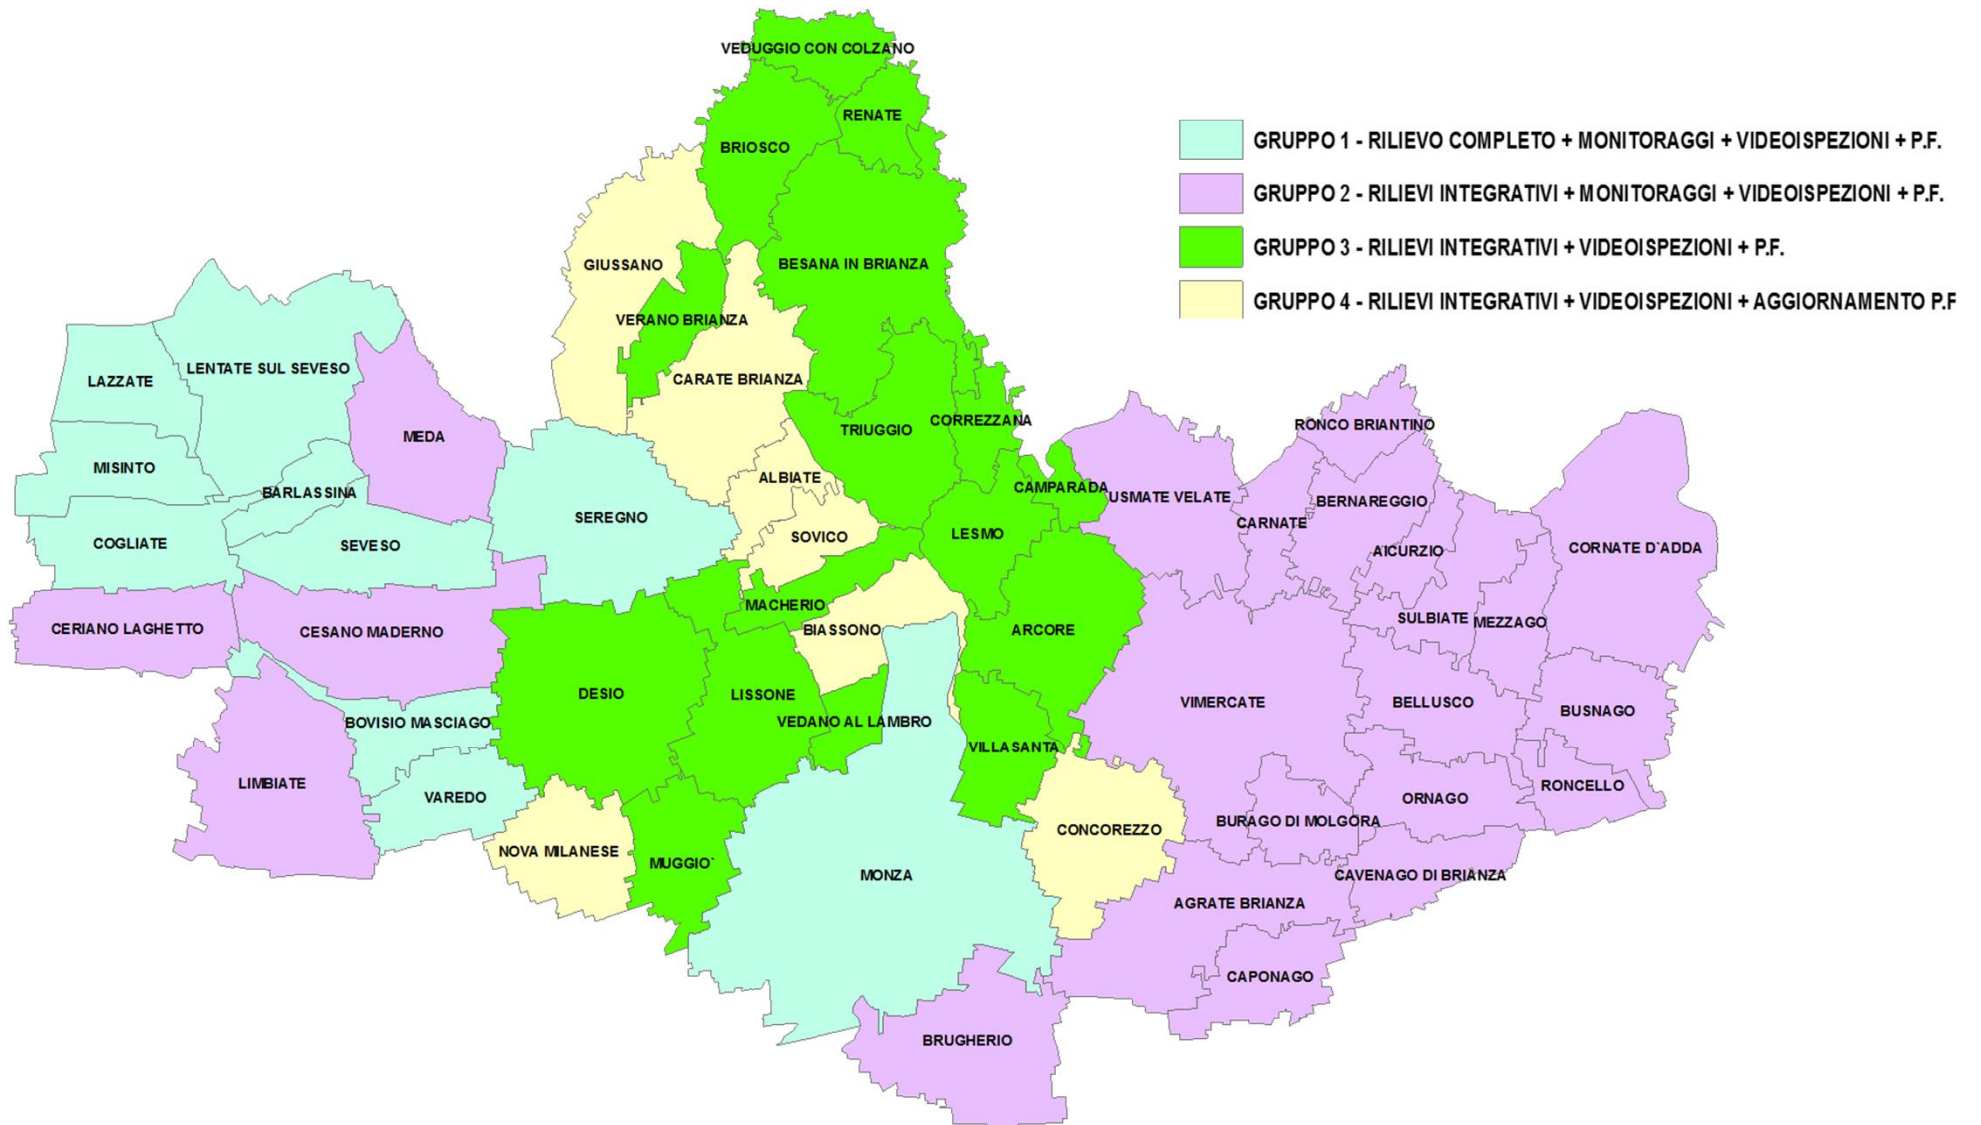 VEDUGGIO CON COLZANO
RENATE
BRIOSCO
GRUPPO 1 - RILIEVO COMPLETO + MONITORAGGI + VIDEOISPEZIONI + P.F.
GRUPPO 2 - RILIEVI INTEGRATIVI + MONITORAGGI + VIDEOISPEZIONI + P.F.
GRUPPO 3 - RILIEVI INTEGRATIVI + VIDEOISPEZIONI + P.F.
GRUPPO 4 - RILIEVI INTEGRATIVI + VIDEOISPEZIONI + AGGIORNAMENTO P.F
GIUSSANO
BESANA IN BRIANZA
VERANO BRIANZA
LENTATE SUL SEVESO
LAZZATE
CARATE BRIANZA
MEDA
TRIUGGIO
CORREZZANA
RONCO BRIANTINO
MISINTO
BARLASSINA
ALBIATE
CAMPARADA
USMATE VELATE
BERNAREGGIO
SEREGNO
CARNATE
COGLIATE
SEVESO
SOVICO
LESMO
AICURZIO
CORNATE D`ADDA
MACHERIO
CERIANO LAGHETTO
CESANO MADERNO
BIASSONO
ARCORE
SULBIATE
MEZZAGO
DESIO
LISSONE
VIMERCATE
BELLUSCO
BUSNAGO
BOVISIO MASCIAGO
VEDANO AL LAMBRO
VILLASANTA
LIMBIATE
VAREDO
ORNAGO
RONCELLO
CONCOREZZO
BURAGO DI MOLGORA
NOVA MILANESE
MUGGIO`
MONZA
CAVENAGO DI BRIANZA
AGRATE BRIANZA
CAPONAGO
BRUGHERIO